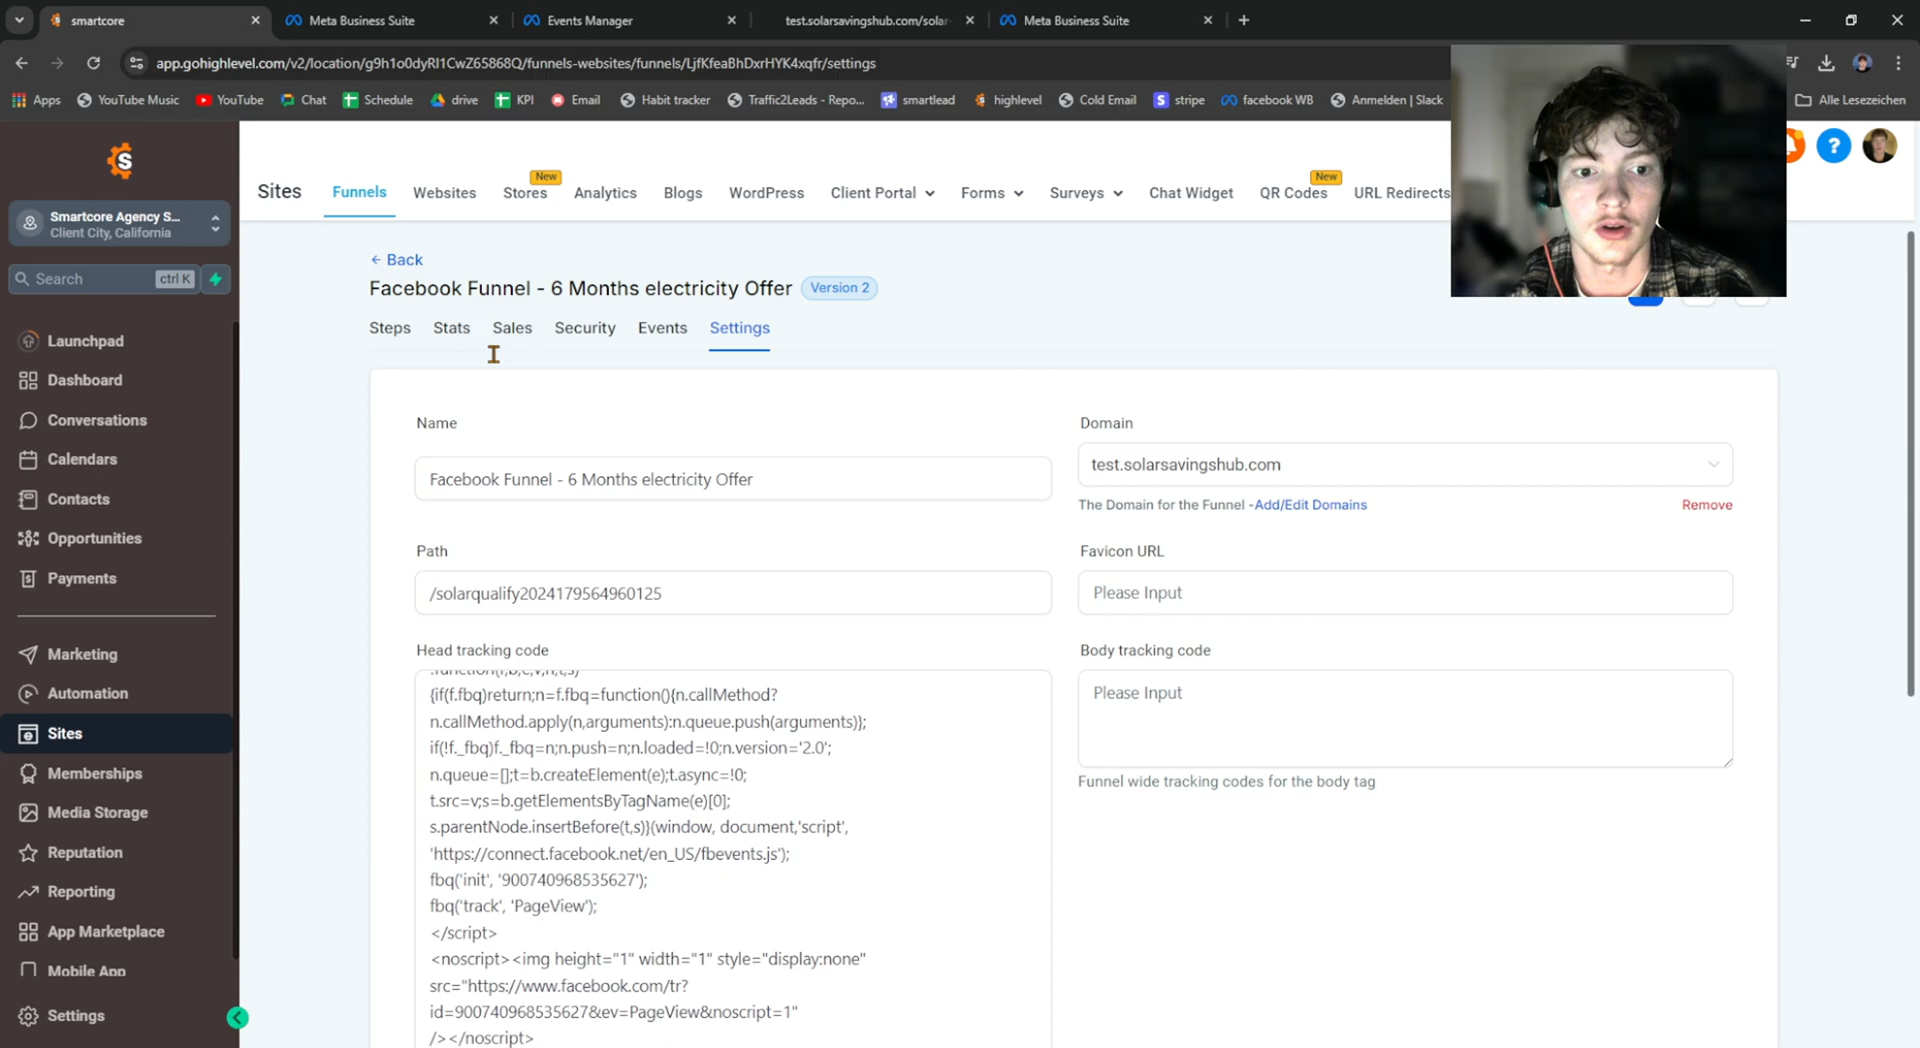 smartcore
Meta Business Suite
Events Manager
test.solarsavingshub.com/solar
Meta Business Suite
app.gohighlevel.com/v2/location/g9h1o0dyRI1CwZ65868Q/funnels-websites/funnels/LjfKfeaBhDxrHYK4xqfr/settings
Apps
YouTube Music
YouTube
Chat
Schedule
drive
KPI
Email
Habit tracker
Traffic2Leads - Repo...
smartlead
highlevel
Cold Email
stripe
facebook WB
Anmelden | Slack
Alle Lesezeichen
Smartcore Agency S...
Client City, California
Search
ctrl K
Launchpad
Dashboard
Conversations
Calendars
Contacts
Opportunities
Payments
Marketing
Automation
Sites
Memberships
Media Storage
Reputation
Reporting
App Marketplace
Mobile App
Settings
Sites
Funnels
Websites
New
Stores
Analytics
Blogs
WordPress
Client Portal
Forms
Surveys
Chat Widget
New
QR Codes
URL Redirects
← Back
Facebook Funnel - 6 Months electricity Offer
Version 2
Steps
Stats
Sales
Security
Events
Settings
Name
Facebook Funnel - 6 Months electricity Offer
Domain
test.solarsavingshub.com
The Domain for the Funnel -Add/Edit Domains
Remove
Path
/solarqualify2024179564960125
Favicon URL
Please Input
Head tracking code
!function(f,b,e,v,n,t,s)
{if(f.fbq)return;n=f.fbq=function(){n.callMethod?
n.callMethod.apply(n,arguments):n.queue.push(arguments)};
if(!f._fbq)f._fbq=n;n.push=n;n.loaded=!0;n.version='2.0';
n.queue=[];t=b.createElement(e);t.async=!0;
t.src=v;s=b.getElementsByTagName(e)[0];
s.parentNode.insertBefore(t,s)}(window, document,'script',
'https://connect.facebook.net/en_US/fbevents.js');
fbq('init', '900740968535627');
fbq('track', 'PageView');
</script>
<noscript><img height="1" width="1" style="display:none"
src="https://www.facebook.com/tr?
id=900740968535627&ev=PageView&noscript=1"
/></noscript>
Body tracking code
Please Input
Funnel wide tracking codes for the body tag